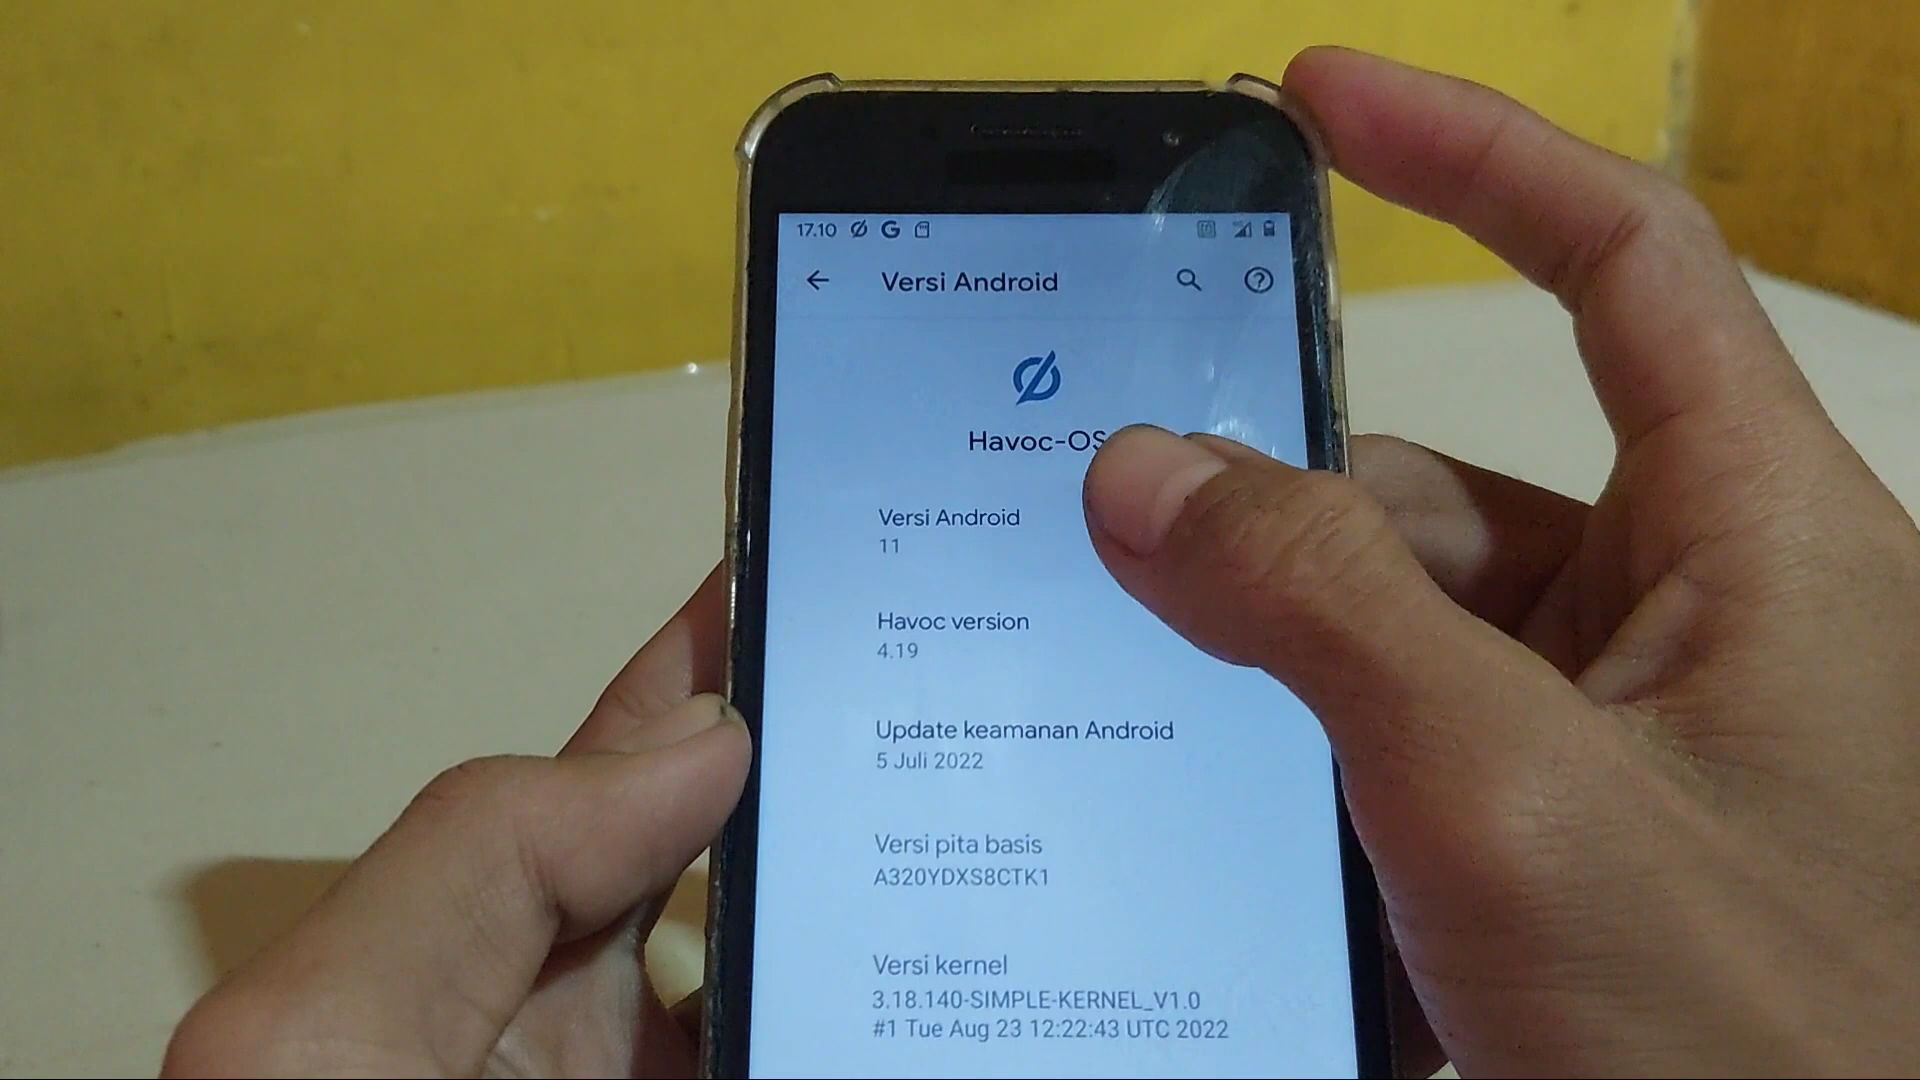 17.10
Versi Android
Havoc-OS
Versi Android
11
Havoc version
4.19
Update keamanan Android
5 Juli 2022
Versi pita basis
A320YDXS8CTK1
Versi kernel
3.18.140-SIMPLE-KERNEL_V1.0
#1 Tue Aug 23 12:22:43 UTC 2022